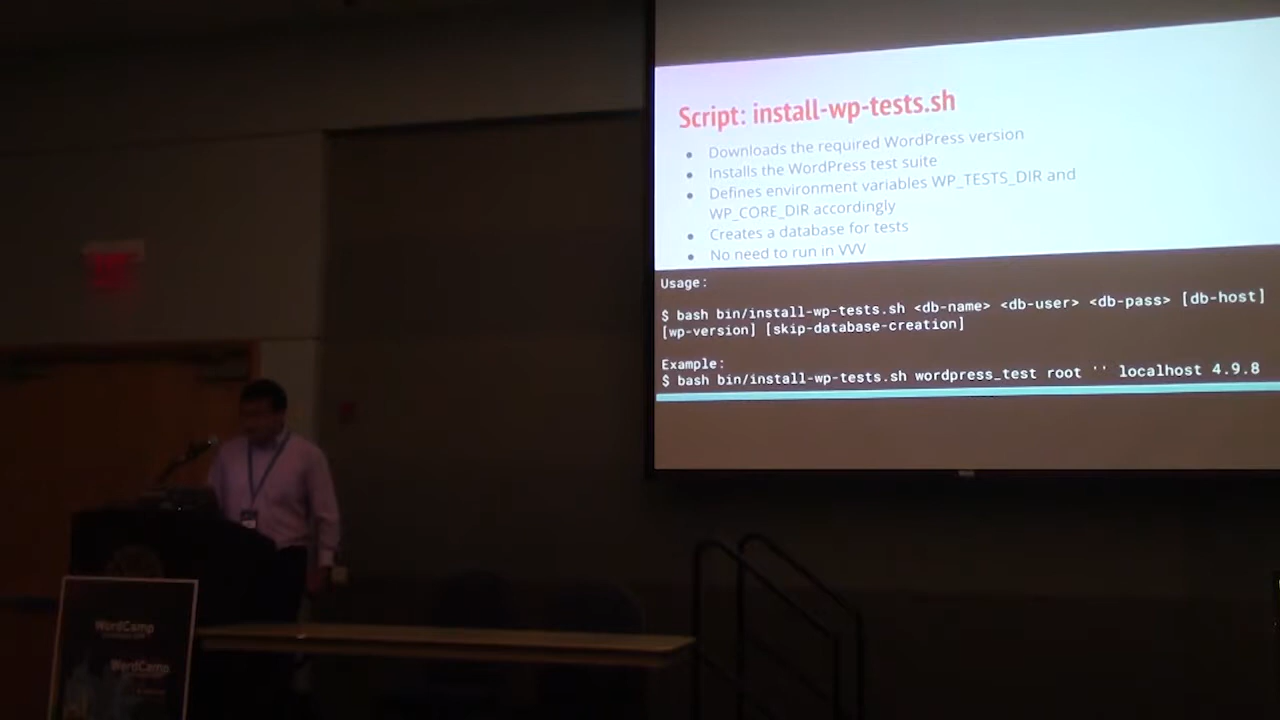 Script: install-wp-tests.sh
● Downloads the required WordPress version
● Installs the WordPress test suite
● Defines environment variables WP_TESTS_DIR and
WP_CORE_DIR accordingly
● Creates a database for tests
● No need to run in VVV
Usage:
$ bash bin/install-wp-tests.sh <db-name> <db-user> <db-pass> [db-host]
[wp-version] [skip-database-creation]
Example:
$ bash bin/install-wp-tests.sh wordpress_test root '' localhost 4.9.8
WordCamp
WordCamp